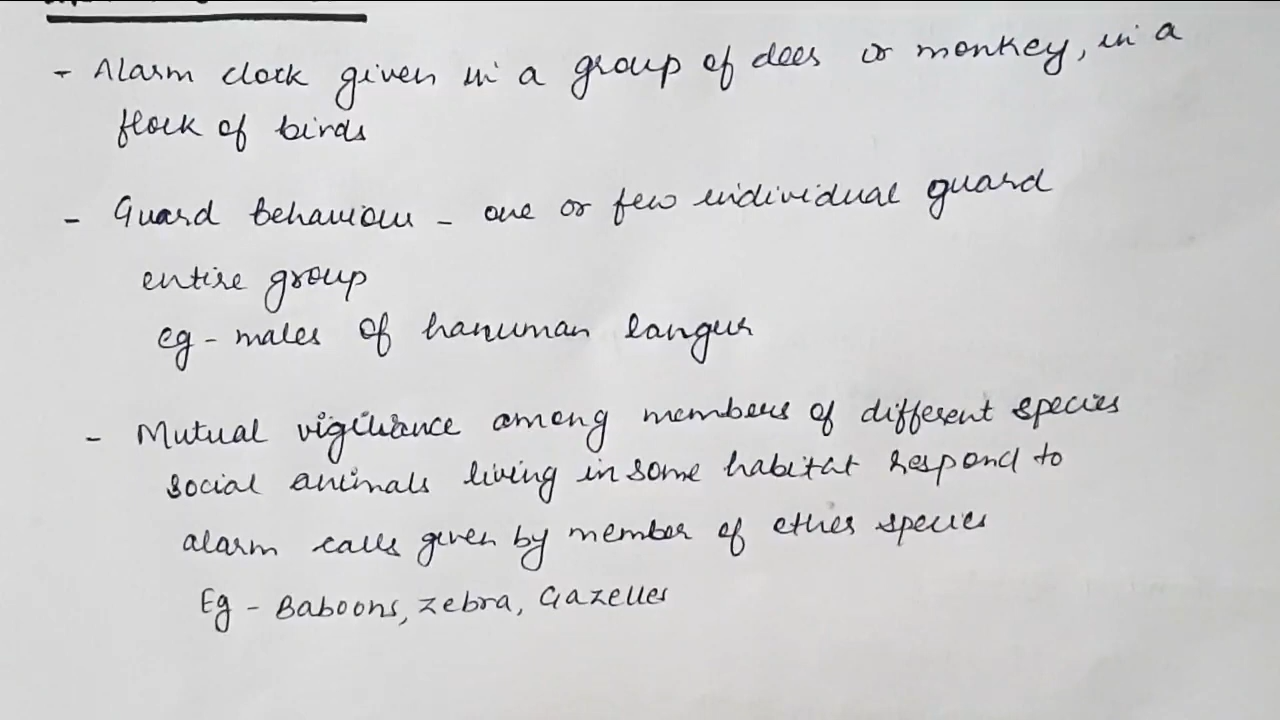 - Alarm clock given in a group of deer or monkey, in a
flock of birds
- Guard behaviour - one or few individual guard
entire group
eg - males of hanuman langur
- Mutual vigilance among members of different species
social animals living in some habitat respond to
alarm calls given by member of other species
Eg - Baboons, zebra, Gazelles